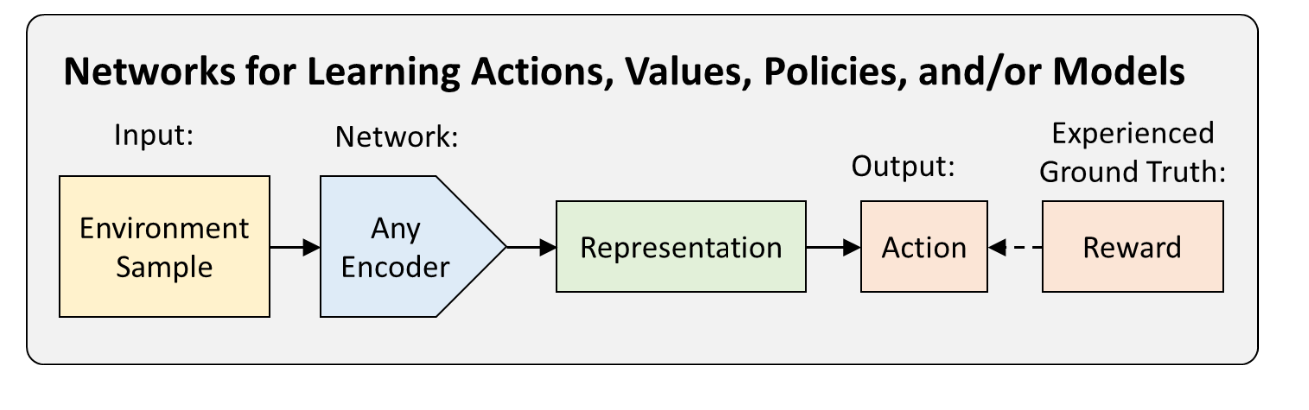 Networks for Learning Actions, Values, Policies, and/or Models
Input:
Network:
Output:
Experienced
Ground Truth:
Environment
Sample
Any
Encoder
Representation
Action
Reward